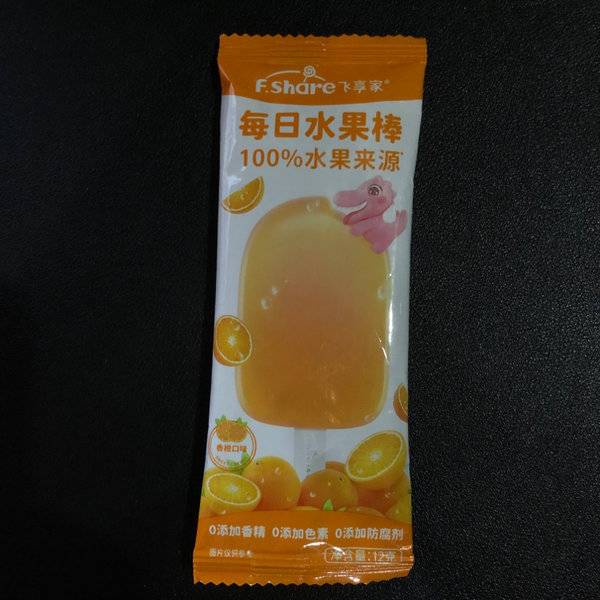 F.Share飞享家®
每日水果棒
100%水果来源*
香橙口味
0添加香精 0添加色素 0添加防腐剂
图片仅供参考
净含量:12克